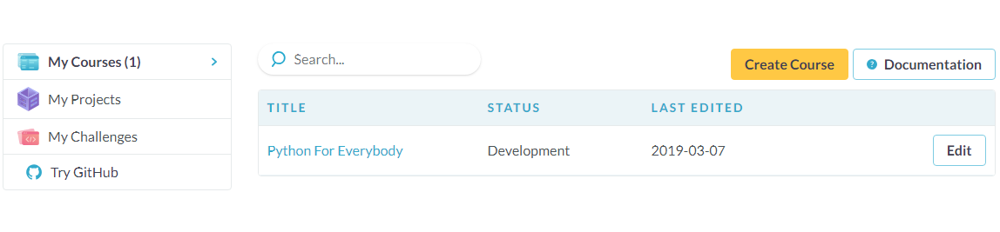 My Courses (1)
My Projects
My Challenges
Try GitHub
Search...
Create Course
Documentation
TITLE STATUS LAST EDITED
Python For Everybody Development 2019-03-07 Edit